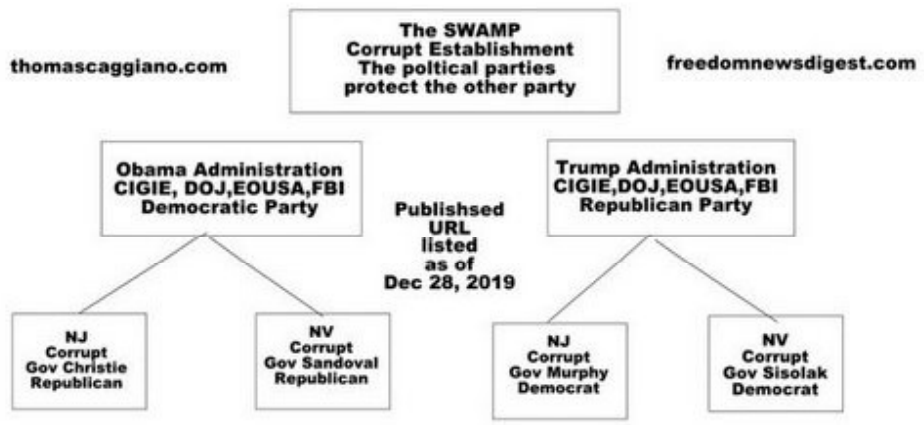 The SWAMP
Corrupt Establishment
The poltical parties
protect the other party
thomascaggiano.com
freedomnewsdigest.com
Obama Administration
CIGIE, DOJ,EOUSA,FBI
Democratic Party
Trump Administration
CIGIE,DOJ,EOUSA,FBI
Republican Party
Publishsed
URL
listed
as of
Dec 28, 2019
NJ
Corrupt
Gov Christie
Republican
NV
Corrupt
Gov Sandoval
Republican
NJ
Corrupt
Gov Murphy
Democrat
NV
Corrupt
Gov Sisolak
Democrat